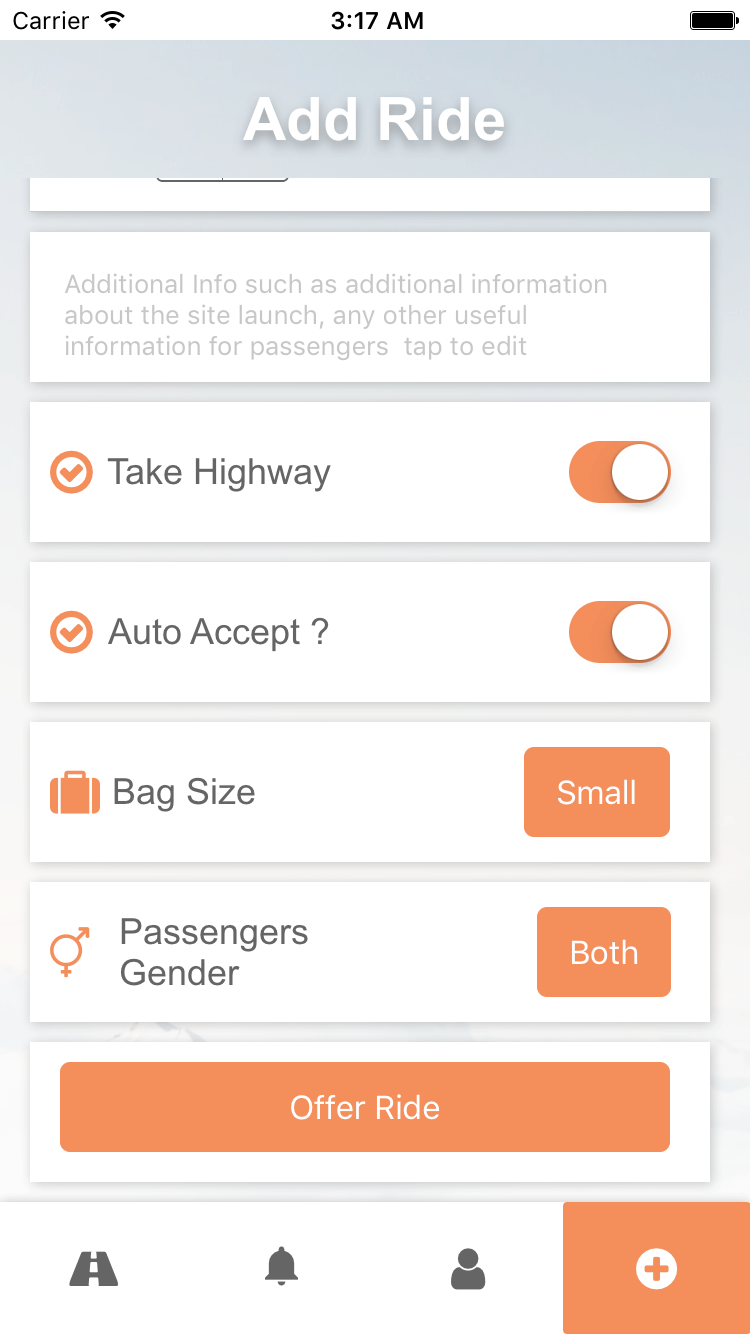 Carrier 3:17 AM
Add Ride
Additional Info such as additional information
about the site launch, any other useful
information for passengers  tap to edit
Take Highway
Auto Accept ?
Bag Size Small
Passengers
Gender
Both
Offer Ride